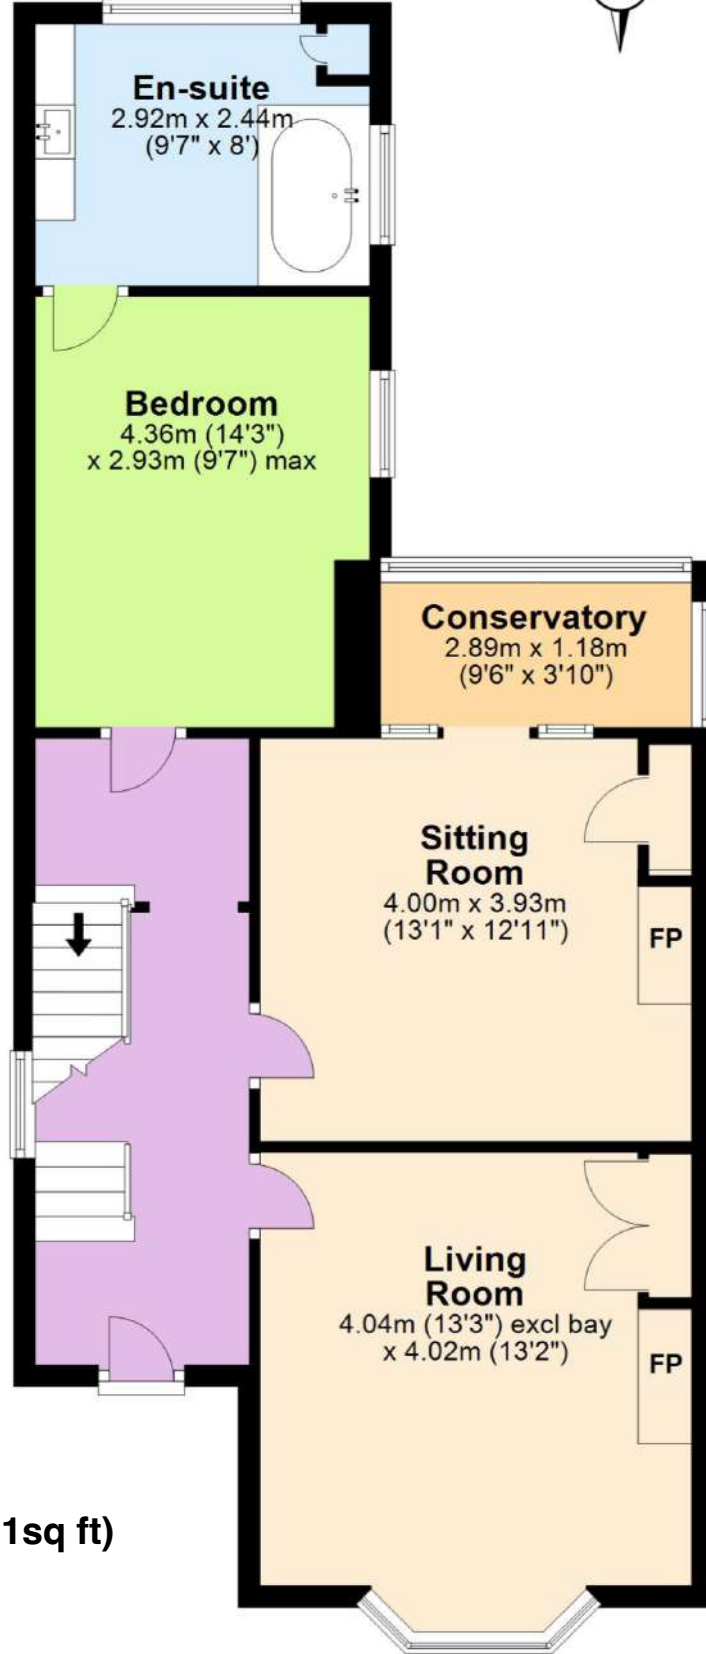 En-suite
2.92m x 2.44m
(9'7" x 8')
Bedroom
4.36m (14'3")
x 2.93m (9'7") max
Conservatory
2.89m x 1.18m
(9'6" x 3'10")
Sitting
Room
4.00m x 3.93m
(13'1" x 12'11")
FP
Living
Room
4.04m (13'3") excl bay
x 4.02m (13'2")
FP
1sq ft)